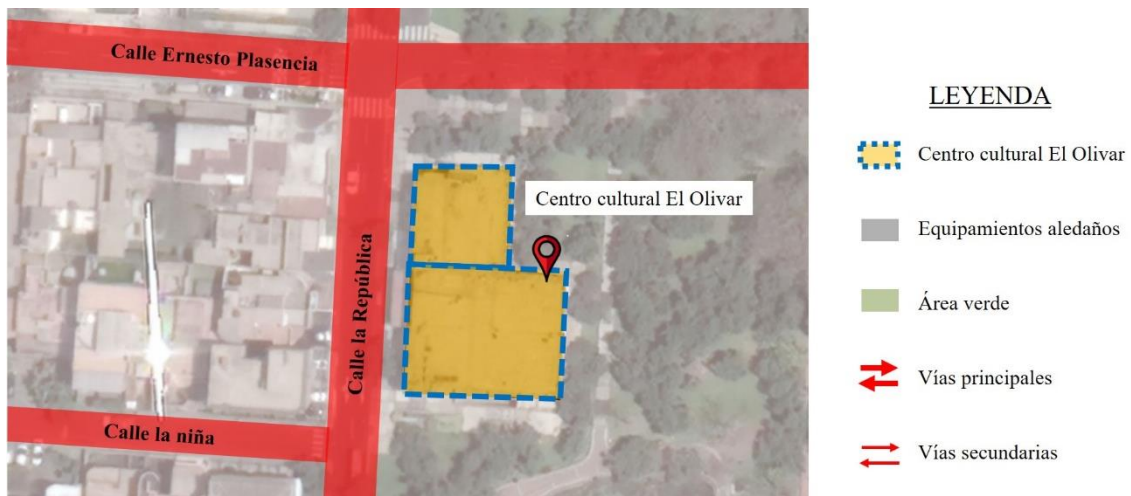 Calle Ernesto Plasencia
Centro cultural El Olivar
Calle la República
Calle la niña
LEYENDA
Centro cultural El Olivar
Equipamientos aledaños
Área verde
Vías principales
Vías secundarias